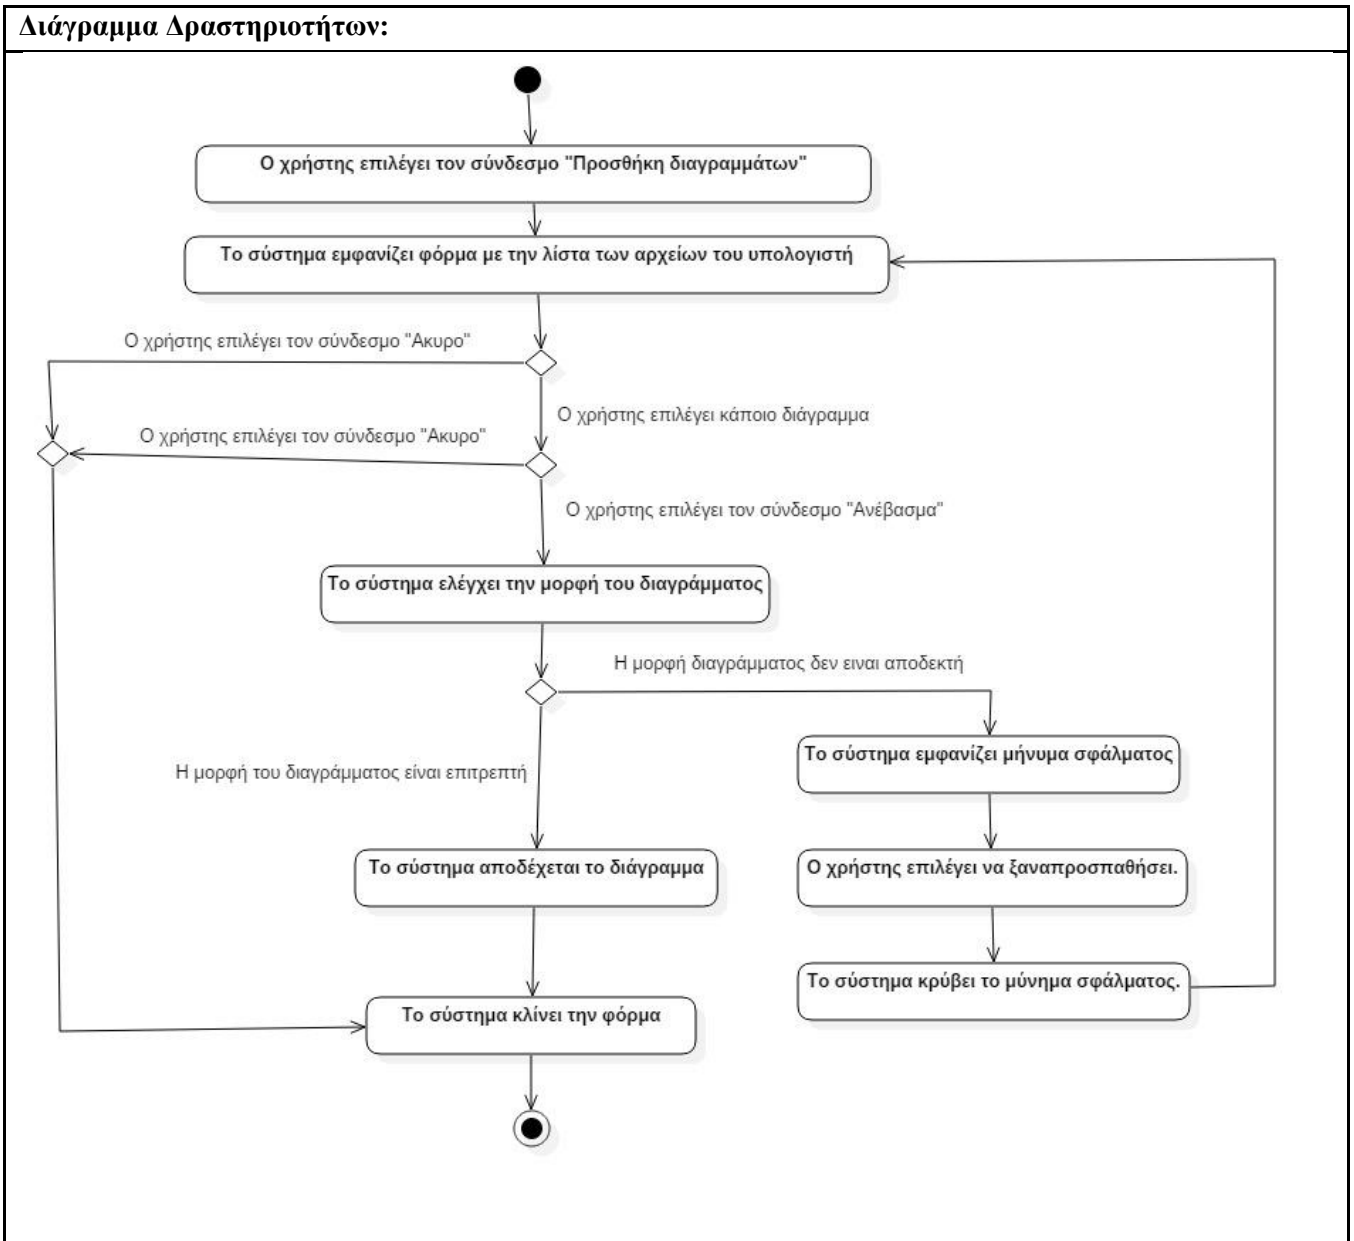 Διάγραμμα Δραστηριοτήτων:
Ο χρήστης επιλέγει τον σύνδεσμο "Προσθήκη διαγραμμάτων"
Το σύστημα εμφανίζει φόρμα με την λίστα των αρχείων του υπολογιστή
Ο χρήστης επιλέγει τον σύνδεσμο "Ακυρο"
Ο χρήστης επιλέγει κάποιο διάγραμμα
Ο χρήστης επιλέγει τον σύνδεσμο "Ακυρο"
Ο χρήστης επιλέγει τον σύνδεσμο "Ανέβασμα"
Το σύστημα ελέγχει την μορφή του διαγράμματος
Η μορφή διαγράμματος δεν ειναι αποδεκτή
Το σύστημα εμφανίζει μήνυμα σφάλματος
Η μορφή του διαγράμματος είναι επιτρεπτή
Το σύστημα αποδέχεται το διάγραμμα
Ο χρήστης επιλέγει να ξαναπροσπαθήσει.
Το σύστημα κρύβει το μύνημα σφάλματος.
Το σύστημα κλίνει την φόρμα